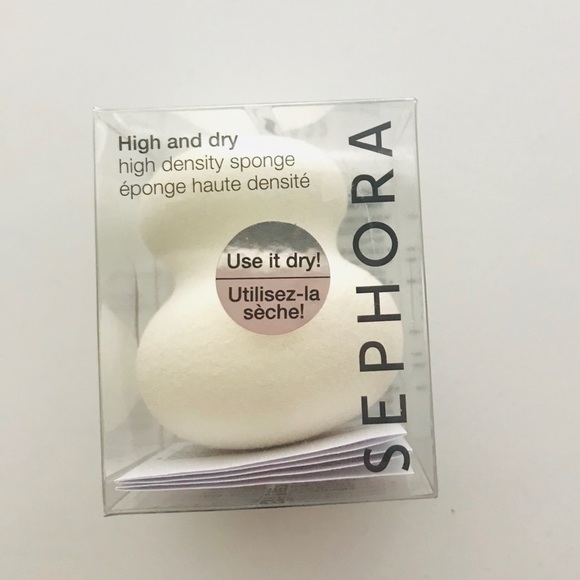 High and dry
high density sponge
éponge haute densité
Use it dry!
Utilisez-la
sèche!
SEPHORA